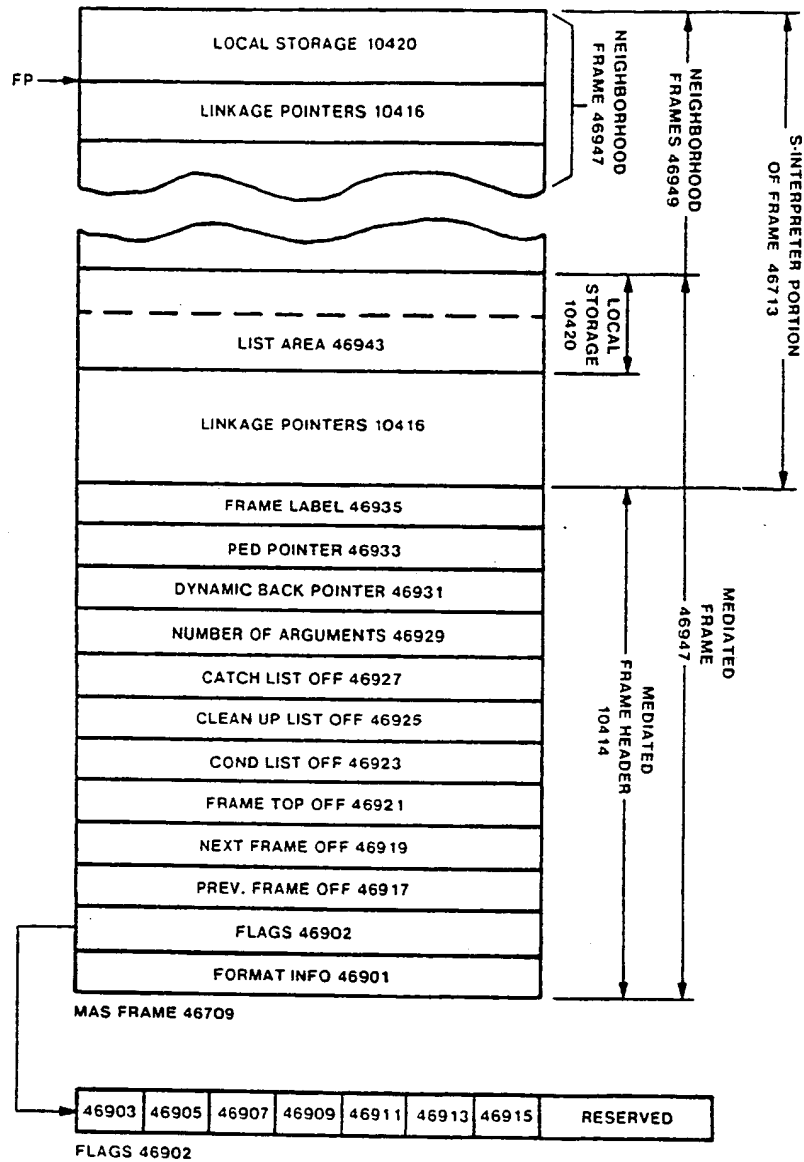 LOCAL STORAGE 10420
FP
LINKAGE POINTERS 10416
NEIGHBORHOOD
FRAME 46947
NEIGHBORHOOD
FRAMES 46949
S-INTERPRETER PORTION
OF FRAME 46713
LIST AREA 46943
LOCAL
STORAGE
10420
LINKAGE POINTERS 10416
FRAME LABEL 46935
PED POINTER 46933
DYNAMIC BACK POINTER 46931
NUMBER OF ARGUMENTS 46929
CATCH LIST OFF 46927
CLEAN UP LIST OFF 46925
COND LIST OFF 46923
FRAME TOP OFF 46921
NEXT FRAME OFF 46919
PREV. FRAME OFF 46917
FLAGS 46902
FORMAT INFO 46901
MEDIATED
FRAME HEADER
10414
MEDIATED
FRAME
46947
MAS FRAME 46709
46903 46905 46907 46909 46911 46913 46915 RESERVED
FLAGS 46902